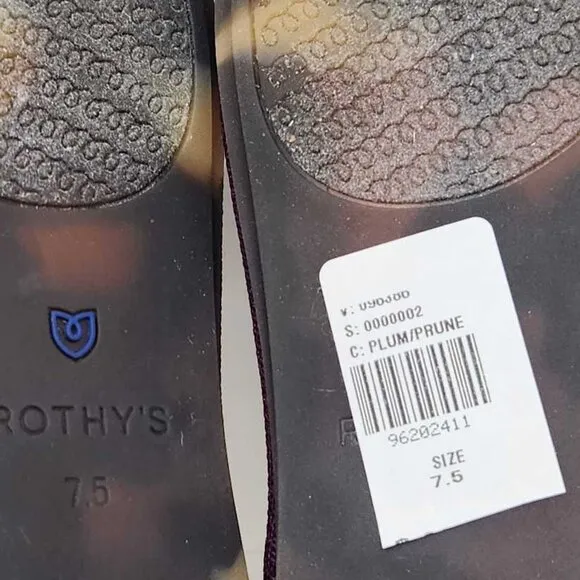 ROTHY'S
7.5
S: 0000002
C: PLUM/PRUNE
96202411
SIZE
7.5